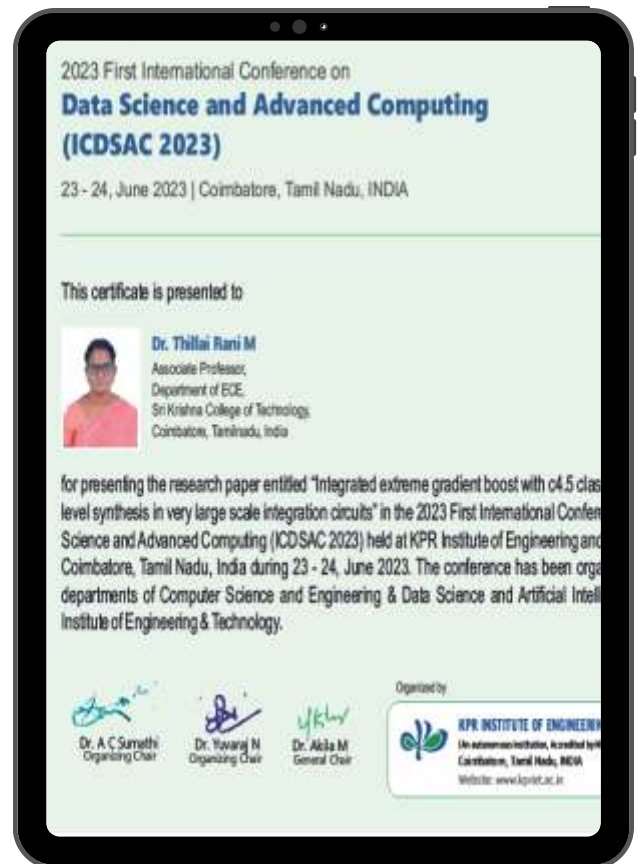 2023 First International Conference on
Data Science and Advanced Computing
(ICDSAC 2023)
23 - 24, June 2023 | Coimbatore, Tamil Nadu, INDIA
This certificate is presented to
Dr. Thillai Rani M
Associate Professor,
Department of ECE,
Sri Krishna College of Technology,
Coimbatore, Tamilnadu, India
for presenting the research paper entitled "Integrated extreme gradient boost with c4.5 clas
level synthesis in very large scale integration circuits" in the 2023 First International Confere
Science and Advanced Computing (ICDSAC 2023) held at KPR Institute of Engineering and
Coimbatore, Tamil Nadu, India during 23 - 24, June 2023. The conference has been orga
departments of Computer Science and Engineering & Data Science and Artificial Intelli
Institute of Engineering & Technology.
Organized by
Dr. A C Sumathi
Organizing Chair
Dr. Yuvaraj N
Organizing Chair
Dr. Akila M
General Chair
KPR INSTITUTE OF ENGINEERIN
(An autonomous institution, Accredited by N
Coimbatore, Tamil Nadu, INDIA
Website: www.kpriet.ac.in